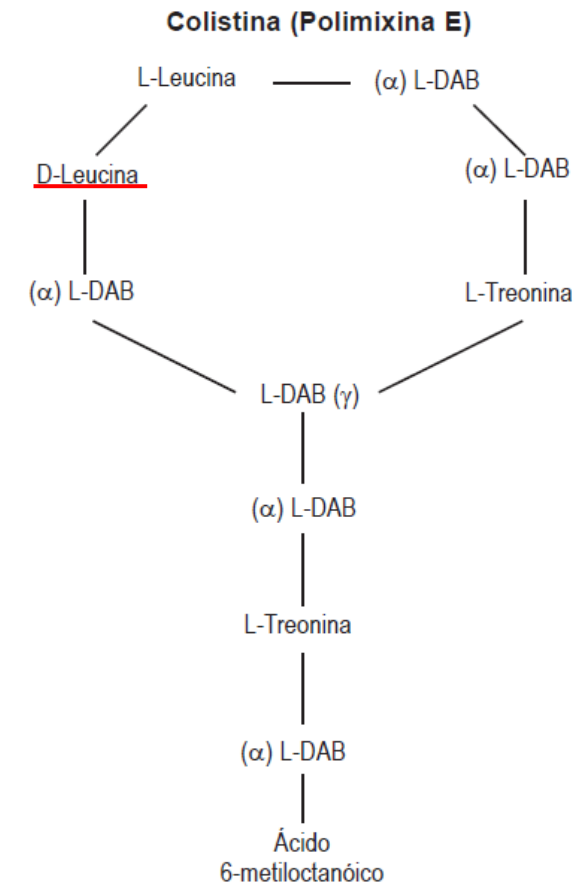 Colistina (Polimixina E)
L-Leucina
(α) L-DAB
D-Leucina
(α) L-DAB
(α) L-DAB
L-Treonina
L-DAB (γ)
(α) L-DAB
L-Treonina
(α) L-DAB
Ácido
6-metiloctanóico